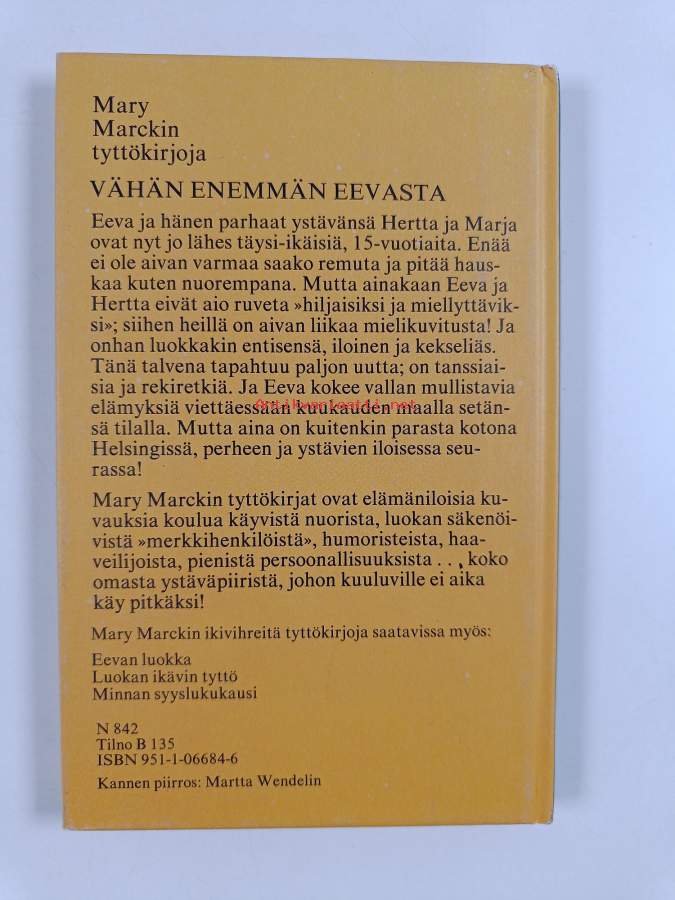 Mary
Marckin
tyttökirjoja
VÄHÄN ENEMMÄN EEVASTA
Eeva ja hänen parhaat ystävänsä Hertta ja Marja
ovat nyt jo lähes täysi-ikäisiä, 15-vuotiaita. Enää
ei ole aivan varmaa saako remuta ja pitää haus-
kaa kuten nuorempana. Mutta ainakaan Eeva ja
Hertta eivät aio ruveta »hiljaisiksi ja miellyttävik-
si»; siihen heillä on aivan liikaa mielikuvitusta! Ja
onhan luokkakin entisensä, iloinen ja kekseliäs.
Tänä talvena tapahtuu paljon uutta; on tanssiai-
sia ja rekiretkiä. Ja Eeva kokee vallan mullistavia
elämyksiä viettäessään kuukauden maalla setän-
Antikvariaatti.net
sä tilalla. Mutta aina on kuitenkin parasta kotona
Helsingissä, perheen ja ystävien iloisessa seu-
rassa!
Mary Marckin tyttökirjat ovat elämäniloisia ku-
vauksia koulua käyvistä nuorista, luokan säkenöi-
vistä »merkkihenkilöistä», humoristeista, haa-
veilijoista, pienistä persoonallisuuksista . . . koko
omasta ystäväpiiristä, johon kuuluville ei aika
käy pitkäksi!
Mary Marckin ikivihreitä tyttökirjoja saatavissa myös:
Eevan luokka
Luokan ikävin tyttö
Minnan syyslukukausi
N 842
Tilno B 135
ISBN 951-1-06684-6
Kannen piirros: Martta Wendelin